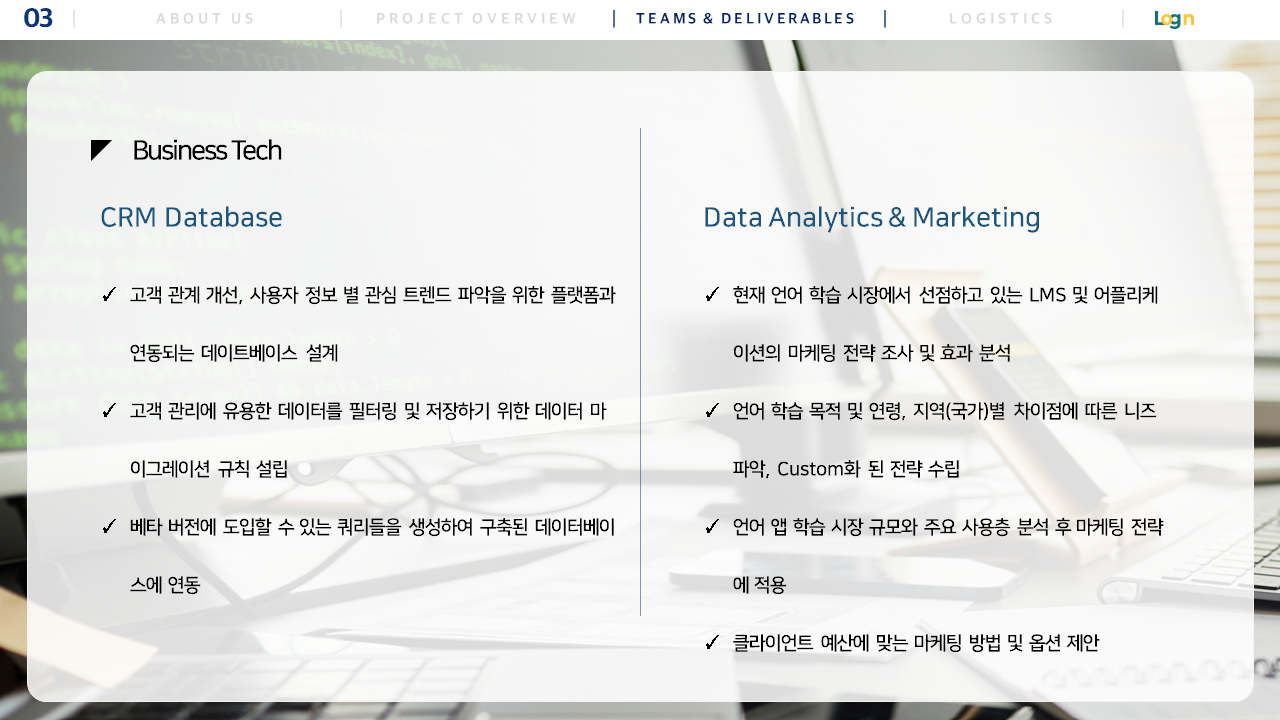 03
ABOUT US
PROJECT OVERVIEW
TEAMS & DELIVERABLES
LOGISTICS
Login
Business Tech
CRM Database
✓ 고객 관계 개선, 사용자 정보 별 관심 트렌드 파악을 위한 플랫폼과
연동되는 데이트베이스 설계
✓ 고객 관리에 유용한 데이터를 필터링 및 저장하기 위한 데이터 마
이그레이션 규칙 설립
✓ 베타 버전에 도입할 수 있는 쿼리들을 생성하여 구축된 데이터베이
스에 연동
Data Analytics & Marketing
✓ 현재 언어 학습 시장에서 선점하고 있는 LMS 및 어플리케
이션의 마케팅 전략 조사 및 효과 분석
✓ 언어 학습 목적 및 연령, 지역(국가)별 차이점에 따른 니즈
파악, Custom화 된 전략 수립
✓ 언어 앱 학습 시장 규모와 주요 사용층 분석 후 마케팅 전략
에 적용
✓ 클라이언트 예산에 맞는 마케팅 방법 및 옵션 제안